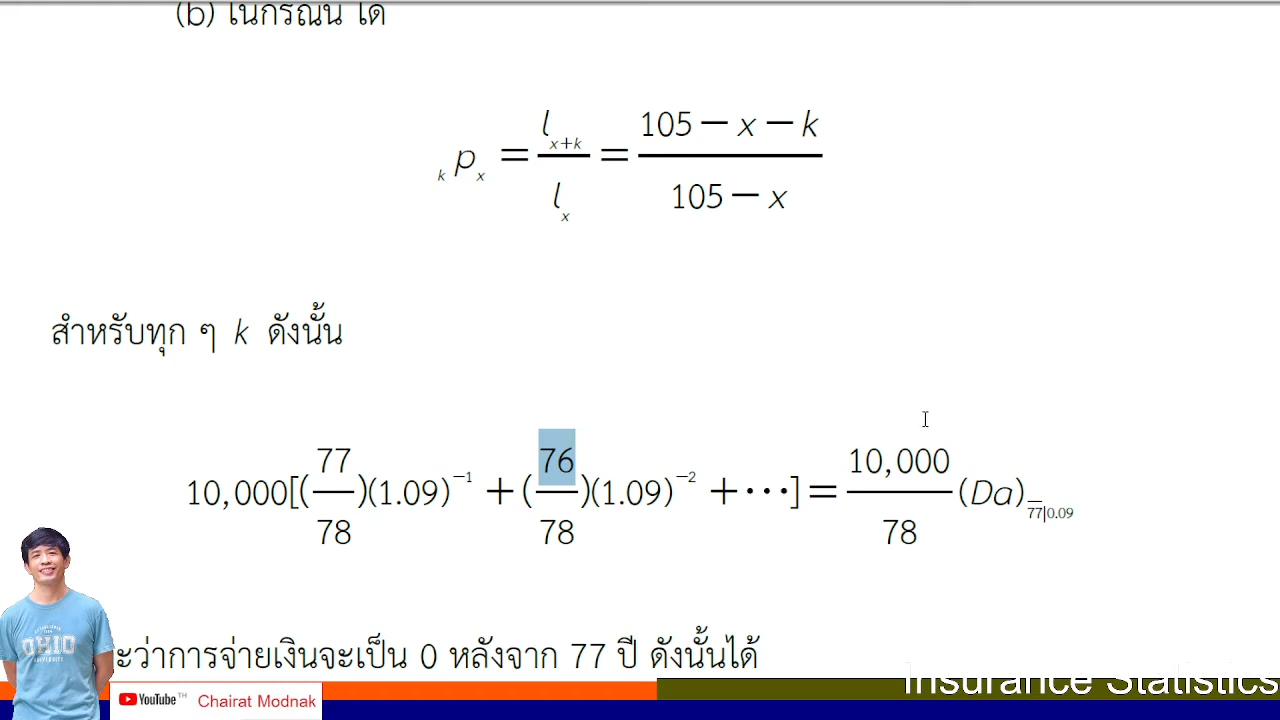 (b) ในกรณีนี้ ได้
ₖpₓ = lₓ₊ₖ / lₓ = (105 − x − k) / (105 − x)
สำหรับทุก ๆ k ดังนั้น
10,000[(77/78)(1.09)⁻¹ + (76/78)(1.09)⁻² + ⋯] = 10,000/78 (Da)77|0.09
ะว่าการจ่ายเงินจะเป็น 0 หลังจาก 77 ปี ดังนั้นได้
OHIO
UNIVERSITY
YouTube TH
Chairat Modnak
Insurance Statistics